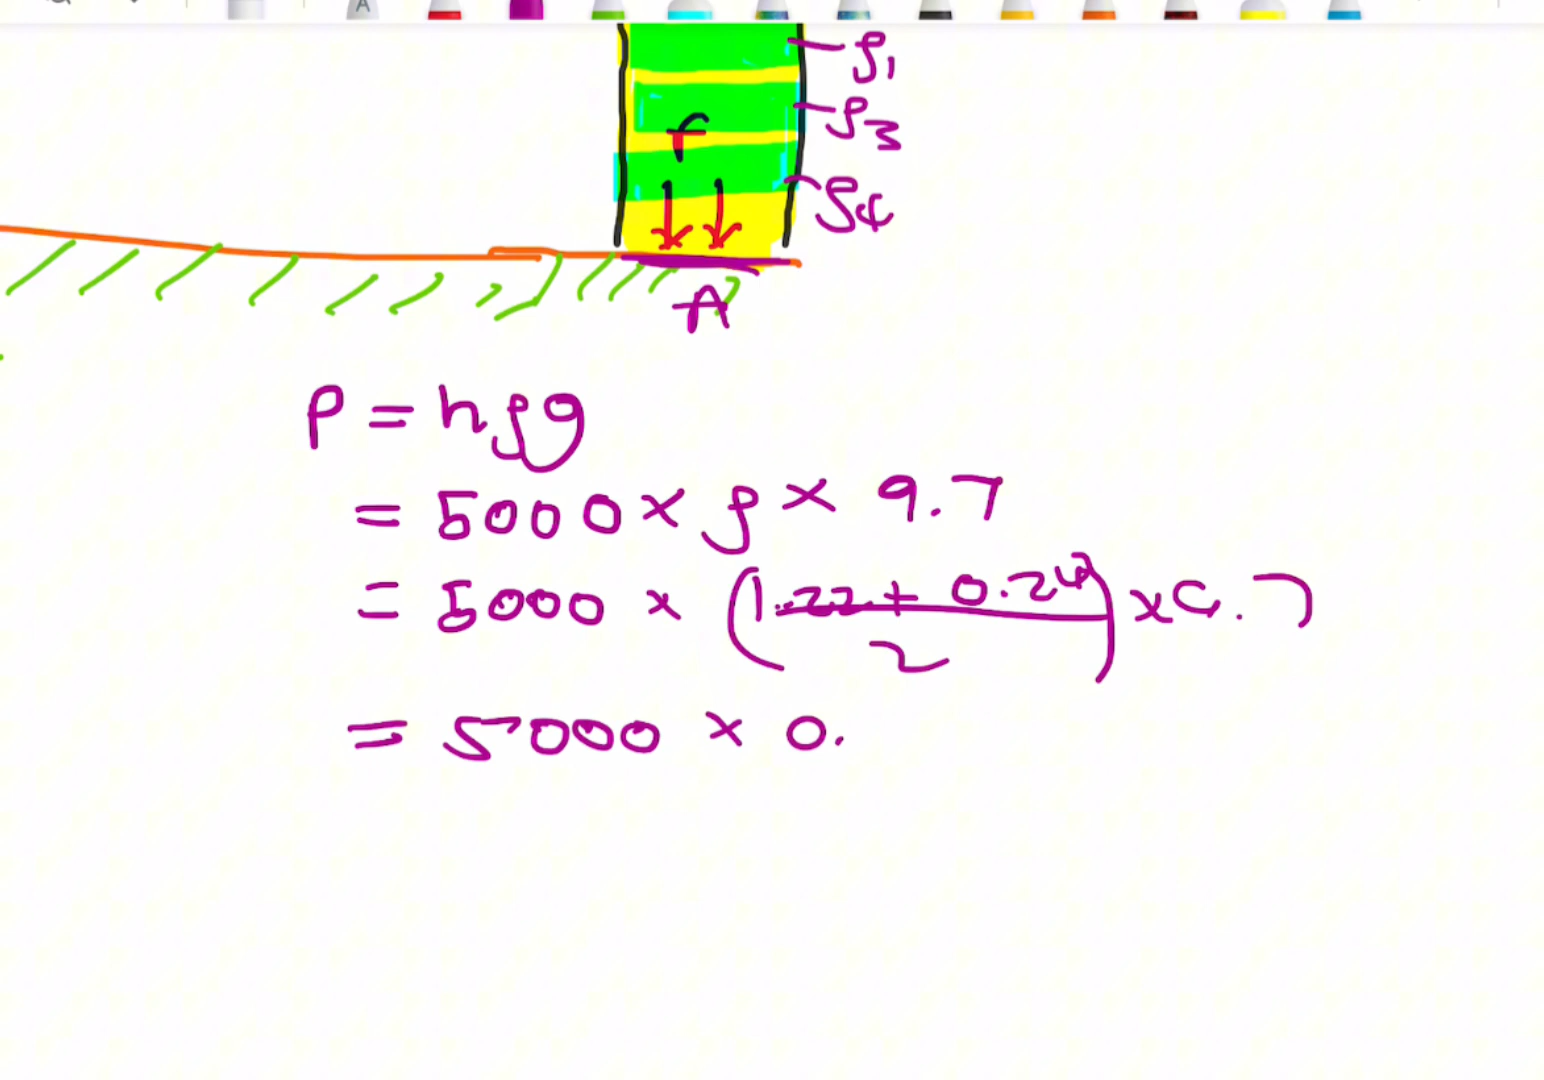 A
ρ1
ρ3
F
ρ4
A
P = hρg
= 5000 × ρ × 9.7
= 5000 × (1.22 + 0.24 / 2) × 9.7
= 5000 × 0.